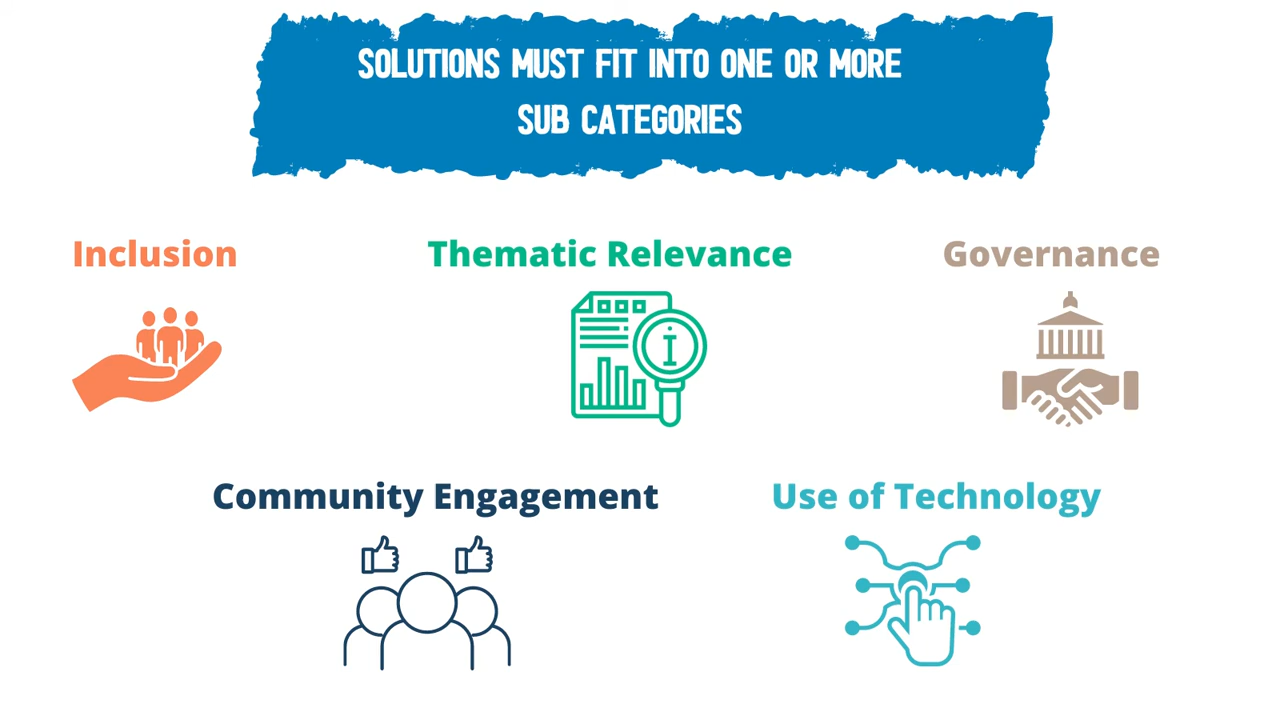 SOLUTIONS MUST FIT INTO ONE OR MORE
SUB CATEGORIES
Inclusion
Thematic Relevance
Governance
i
Community Engagement
Use of Technology